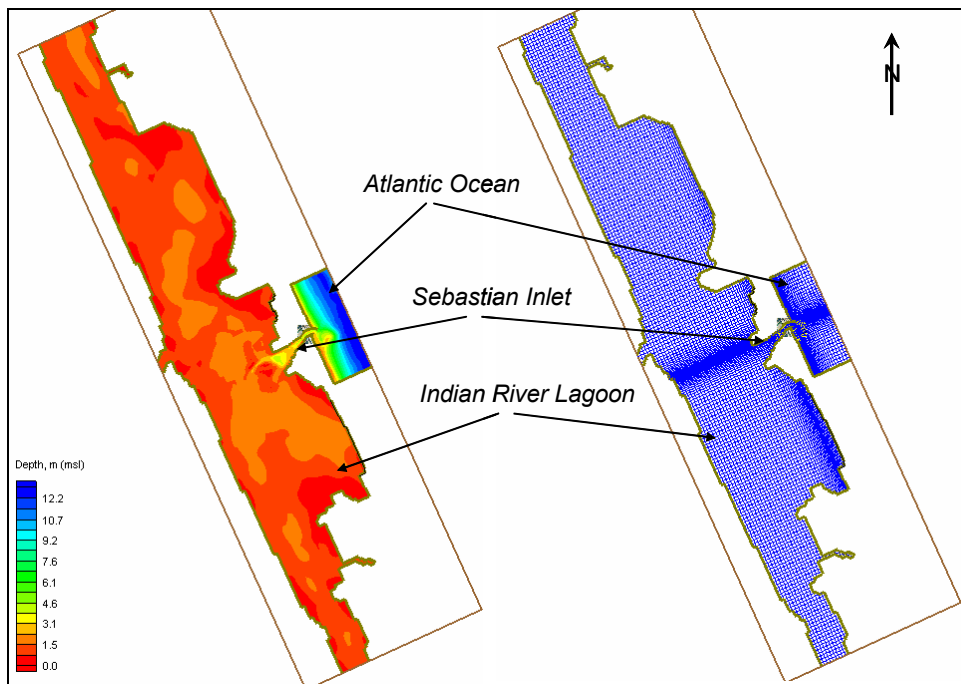 N
Atlantic Ocean
Sebastian Inlet
Indian River Lagoon
Depth, m (msl)
12.2
10.7
9.2
7.6
6.1
4.6
3.1
1.5
0.0